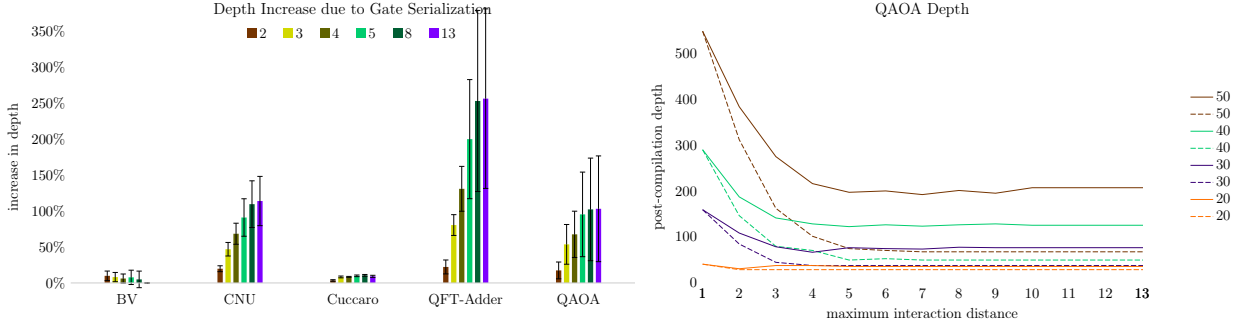 Depth Increase due to Gate Serialization
2 3 4 5 8 13
350%
300%
250%
200%
150%
100%
50%
0%
increase in depth
BV CNU Cuccaro QFT-Adder QAOA
QAOA Depth
500
400
300
200
100
0
post-compilation depth
1 2 3 4 5 6 7 8 9 10 11 12 13
maximum interaction distance
50
50
40
40
30
30
20
20